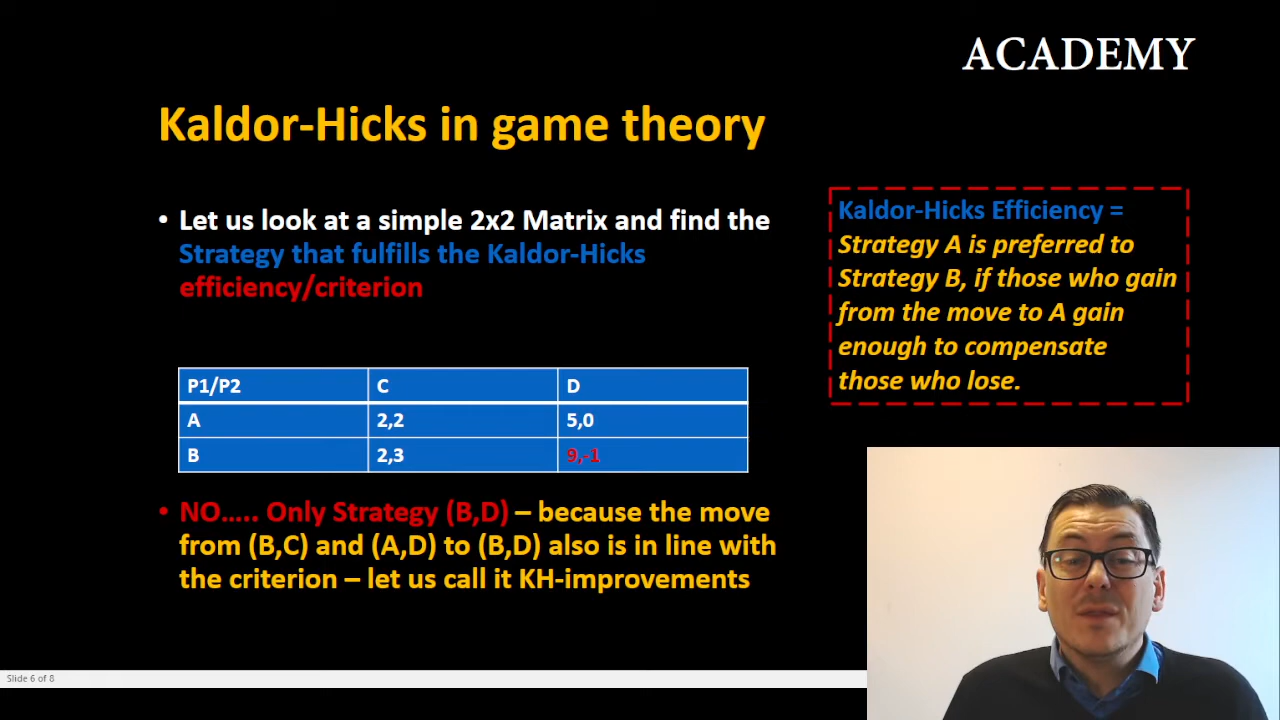 ACADEMY
Kaldor-Hicks in game theory
• Let us look at a simple 2x2 Matrix and find the
Strategy that fulfills the Kaldor-Hicks
efficiency/criterion
Kaldor-Hicks Efficiency =
Strategy A is preferred to
Strategy B, if those who gain
from the move to A gain
enough to compensate
those who lose.
P1/P2 C D
A 2,2 5,0
B 2,3 9,-1
• NO….. Only Strategy (B,D) – because the move
from (B,C) and (A,D) to (B,D) also is in line with
the criterion – let us call it KH-improvements
Slide 6 of 8